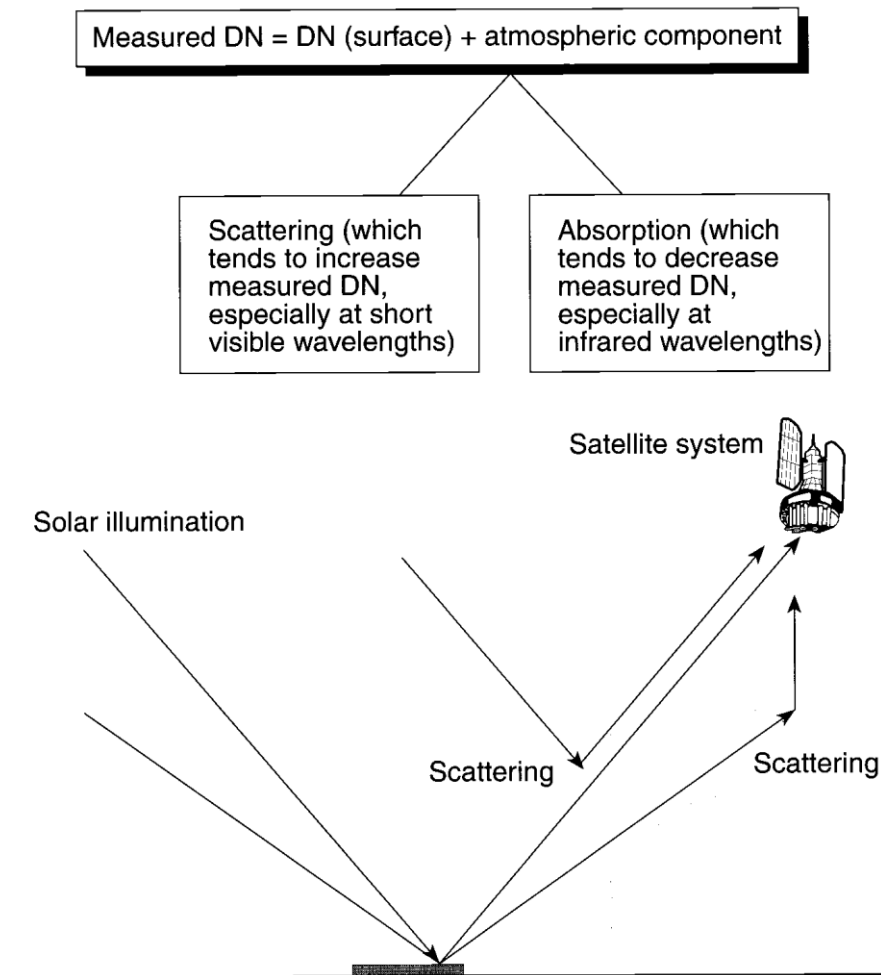 Measured DN = DN (surface) + atmospheric component
Scattering (which
tends to increase
measured DN,
especially at short
visible wavelengths)
Absorption (which
tends to decrease
measured DN,
especially at
infrared wavelengths)
Satellite system
Solar illumination
Scattering
Scattering